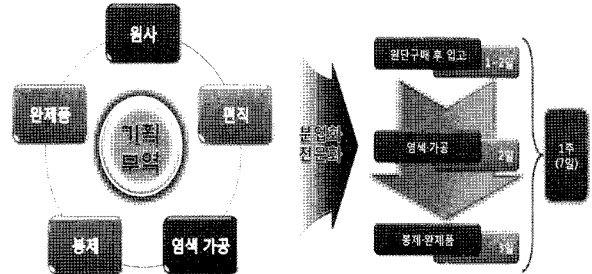 원사
편직
염색 가공
봉제
완제품
기획
무역
분업화
전문화
원단구매 후 입고
1-2일
염색·가공
2일
봉제·완제품
3일
1주
(7일)